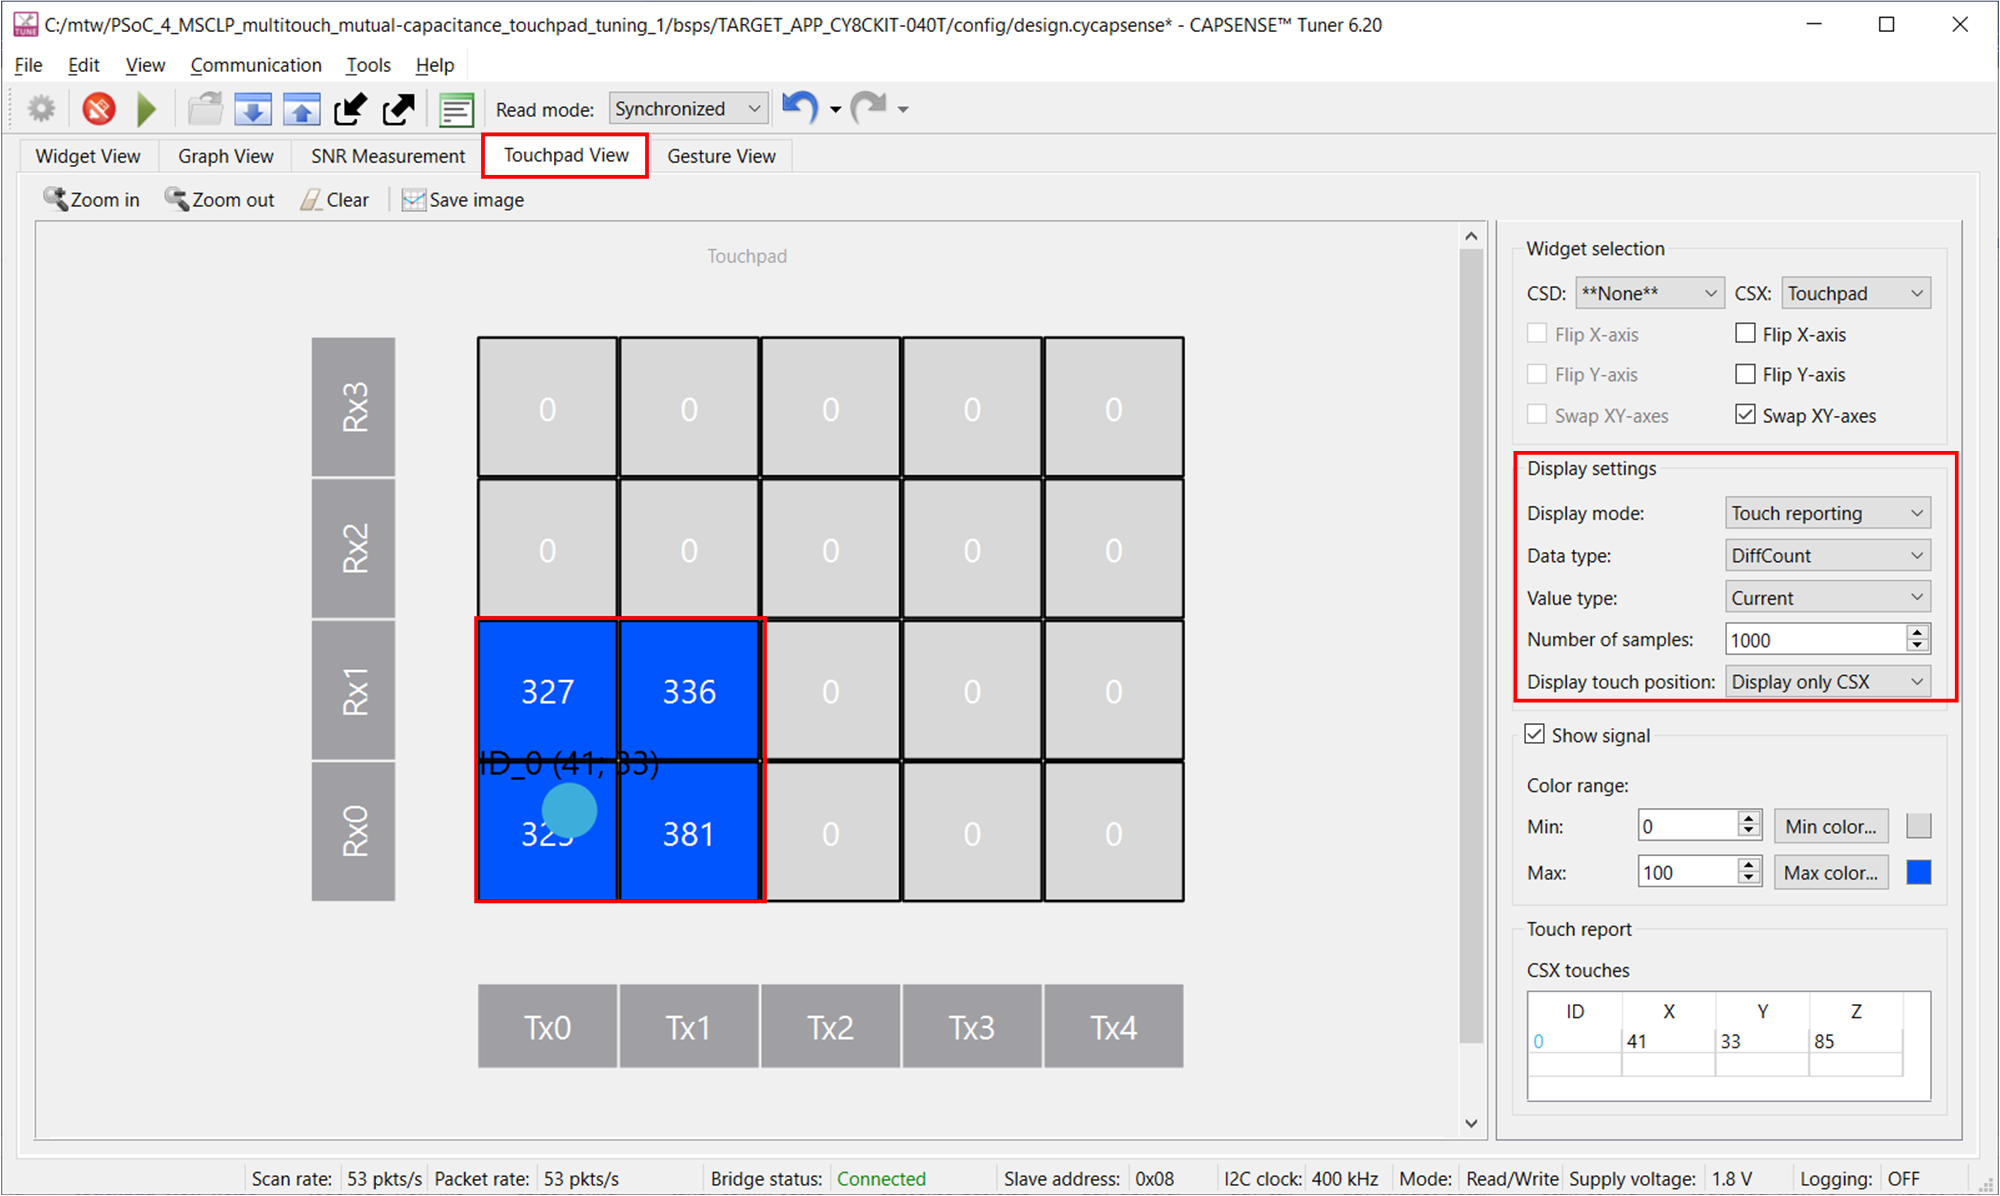 C:/mtw/PSoC_4_MSCLP_multitouch_mutual-capacitance_touchpad_tuning_1/bsps/TARGET_APP_CY8CKIT-040T/config/design.cycapsense* - CAPSENSE™ Tuner 6.20
File Edit View Communication Tools Help
Read mode: Synchronized
Widget View Graph View SNR Measurement Touchpad View Gesture View
Zoom in Zoom out Clear Save image
Touchpad
Rx3 0 0 0 0 0
Rx2 0 0 0 0 0
Rx1 327 336 0 0 0
ID_0 (41; 33)
Rx0 381 0 0 0
Tx0 Tx1 Tx2 Tx3 Tx4
Widget selection
CSD: **None** CSX: Touchpad
Flip X-axis Flip X-axis
Flip Y-axis Flip Y-axis
Swap XY-axes Swap XY-axes
Display settings
Display mode: Touch reporting
Data type: DiffCount
Value type: Current
Number of samples: 1000
Display touch position: Display only CSX
Show signal
Color range:
Min: 0 Min color...
Max: 100 Max color...
Touch report
CSX touches
ID X Y Z
0 41 33 85
Scan rate: 53 pkts/s Packet rate: 53 pkts/s Bridge status: Connected Slave address: 0x08 I2C clock: 400 kHz Mode: Read/Write Supply voltage: 1.8 V Logging: OFF